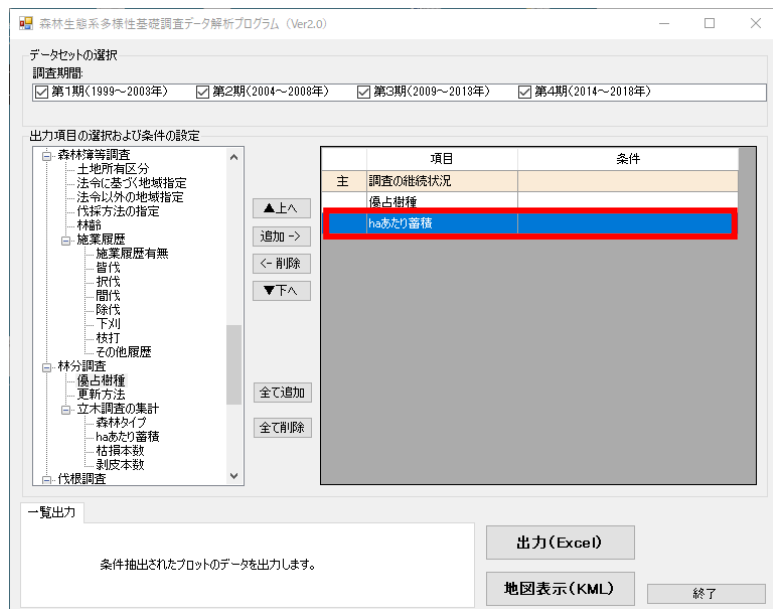 森林生態系多様性基礎調査データ解析プログラム (Ver2.0)
データセットの選択
調査期間
第1期(1999～2003年) 第2期(2004～2008年) 第3期(2009～2013年) 第4期(2014～2018年)
出力項目の選択および条件の設定
森林簿等調査
土地所有区分
法令に基づく地域指定
法令以外の地域指定
伐採方法の指定
林齢
施業履歴
施業履歴有無
皆伐
択伐
間伐
除伐
下刈
枝打
その他履歴
林分調査
優占樹種
更新方法
立木調査の集計
森林タイプ
haあたり蓄積
枯損本数
剥皮本数
伐根調査
▲上へ
追加 ->
<- 削除
▼下へ
全て追加
全て削除
項目 条件
主 調査の継続状況
優占樹種
haあたり蓄積
一覧出力
条件抽出されたプロットのデータを出力します。
出力(Excel)
地図表示(KML)
終了